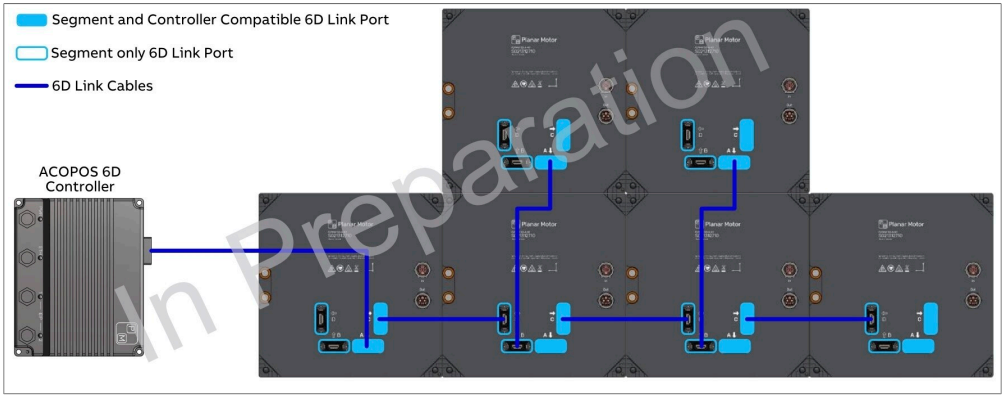 Segment and Controller Compatible 6D Link Port
Segment only 6D Link Port
6D Link Cables
ACOPOS 6D
Controller
In Preparation
Planar Motor
Planar Motor
A
C
D
B
A
C
D
B
Planar Motor
Planar Motor
Planar Motor
Planar Motor
D
C
B
A
D
C
B
A
D
C
B
A
D
C
B
A